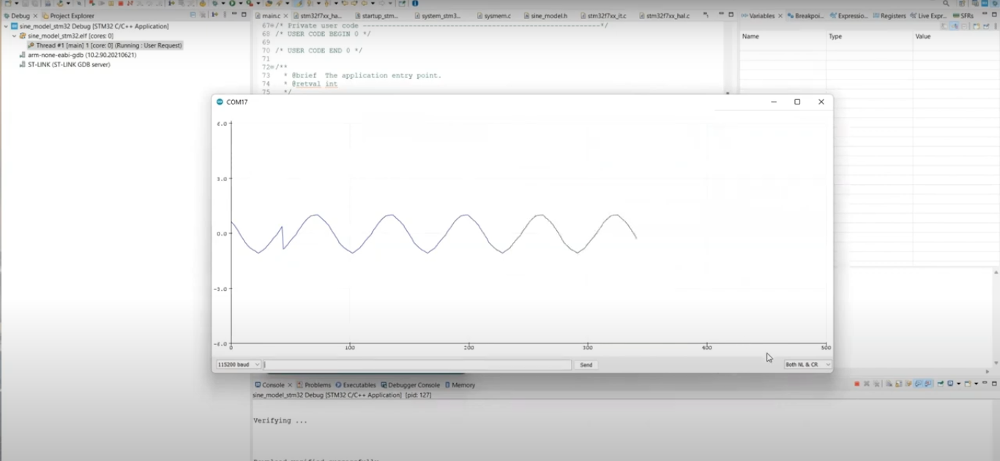 Debug Project Explorer
sine_model_stm32 Debug [STM32 C/C++ Application]
sine_model_stm32.elf [cores: 0]
Thread #1 [main] 1 [core: 0] (Running : User Request)
arm-none-eabi-gdb (10.2.90.20210621)
ST-LINK (ST-LINK GDB server)
main.c stm32f7xx_ha... startup_stm... system_stm3... sysmem.c sine_model.h stm32f7xx_it.c stm32f7xx_hal.c
67 /* Private user code ---------------------------------------------------------*/
68 /* USER CODE BEGIN 0 */
69
70 /* USER CODE END 0 */
71
72 /**
73 * @brief The application entry point.
74 * @retval int
75 */
Variables Breakpoi... Expressio... Registers Live Expr... SFRs
Name Type Value
COM17
6.0
3.0
0.0
-3.0
-6.0
0 100 200 300 400 500
115200 baud Send Both NL & CR
Console Problems Executables Debugger Console Memory
sine_model_stm32 Debug [STM32 C/C++ Application] [pid: 127]
Verifying ...